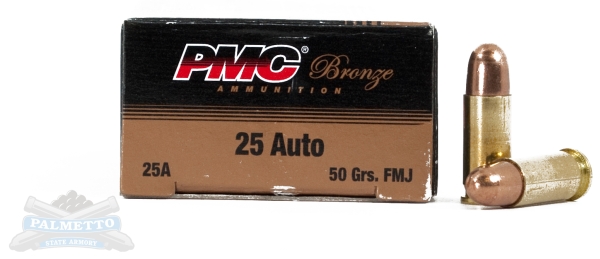 PMC® Bronze
AMMUNITION
25 Auto
25A 50 Grs. FMJ
PALMETTO
STATE ARMORY